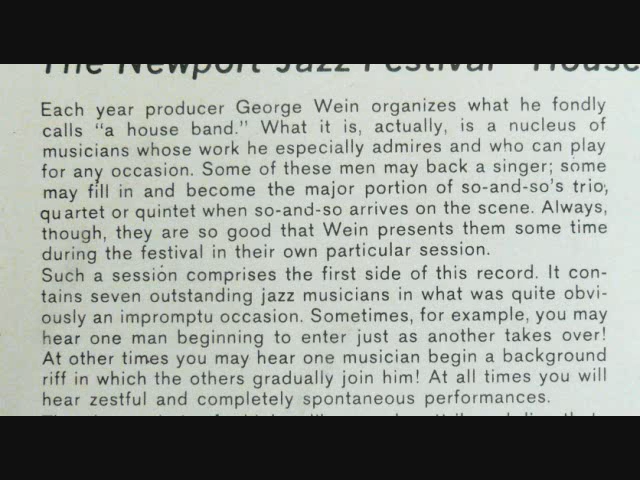 The Newport Jazz Festival House
Each year producer George Wein organizes what he fondly
calls "a house band." What it is, actually, is a nucleus of
musicians whose work he especially admires and who can play
for any occasion. Some of these men may back a singer; some
may fill in and become the major portion of so-and-so's trio,
quartet or quintet when so-and-so arrives on the scene. Always,
though, they are so good that Wein presents them some time
during the festival in their own particular session.
Such a session comprises the first side of this record. It con-
tains seven outstanding jazz musicians in what was quite obvi-
ously an impromptu occasion. Sometimes, for example, you may
hear one man beginning to enter just as another takes over!
At other times you may hear one musician begin a background
riff in which the others gradually join him! At all times you will
hear zestful and completely spontaneous performances.